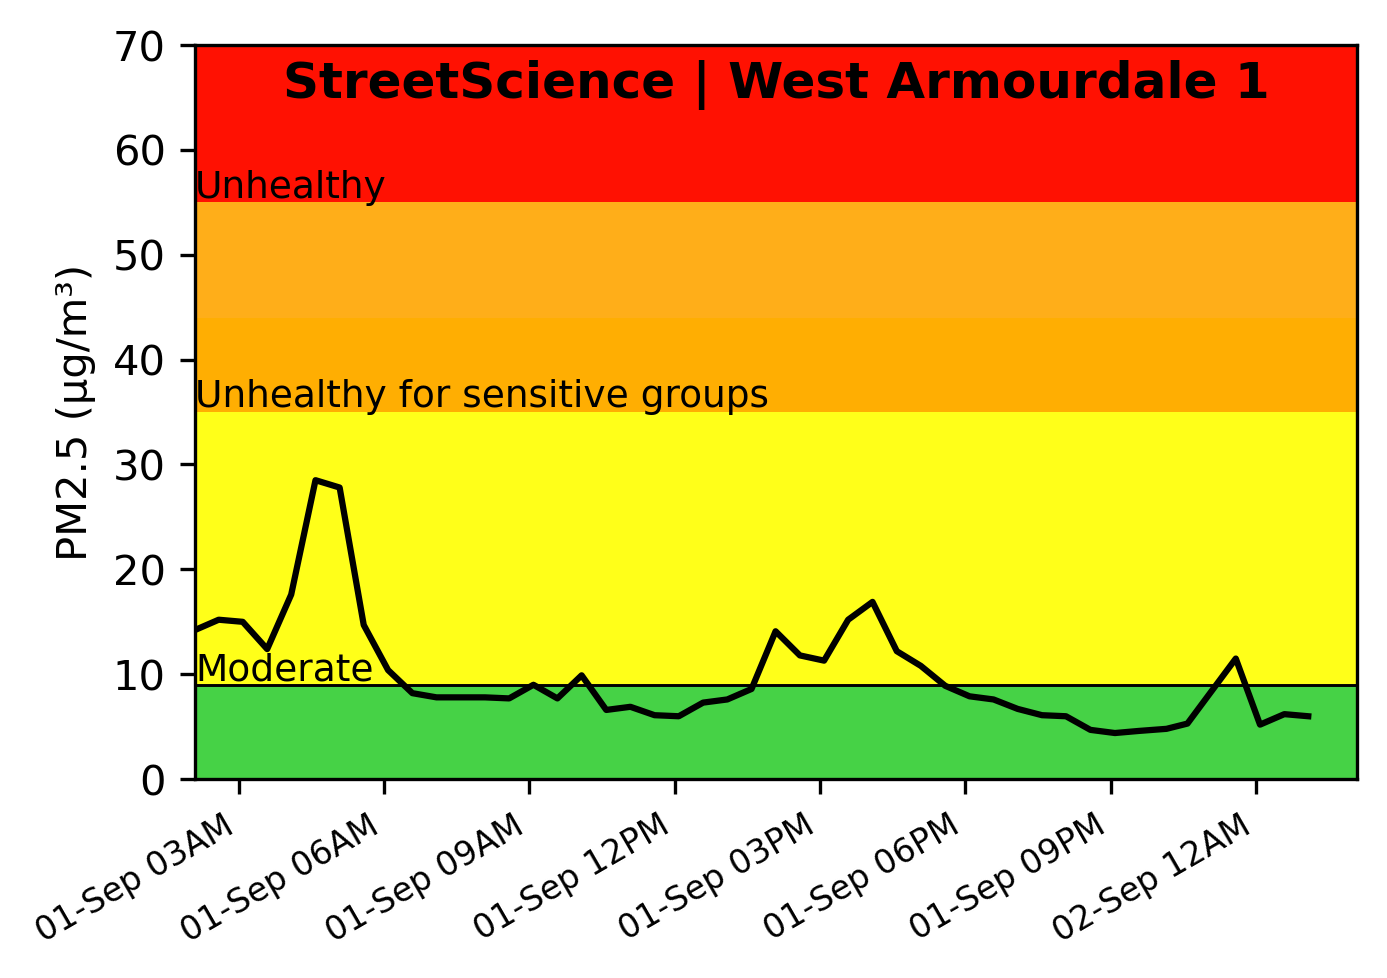 StreetScience | West Armourdale 1
70
60
50
40
30
20
10
0
PM2.5 (µg/m³)
Unhealthy
Unhealthy for sensitive groups
Moderate
01-Sep 03AM
01-Sep 06AM
01-Sep 09AM
01-Sep 12PM
01-Sep 03PM
01-Sep 06PM
01-Sep 09PM
02-Sep 12AM